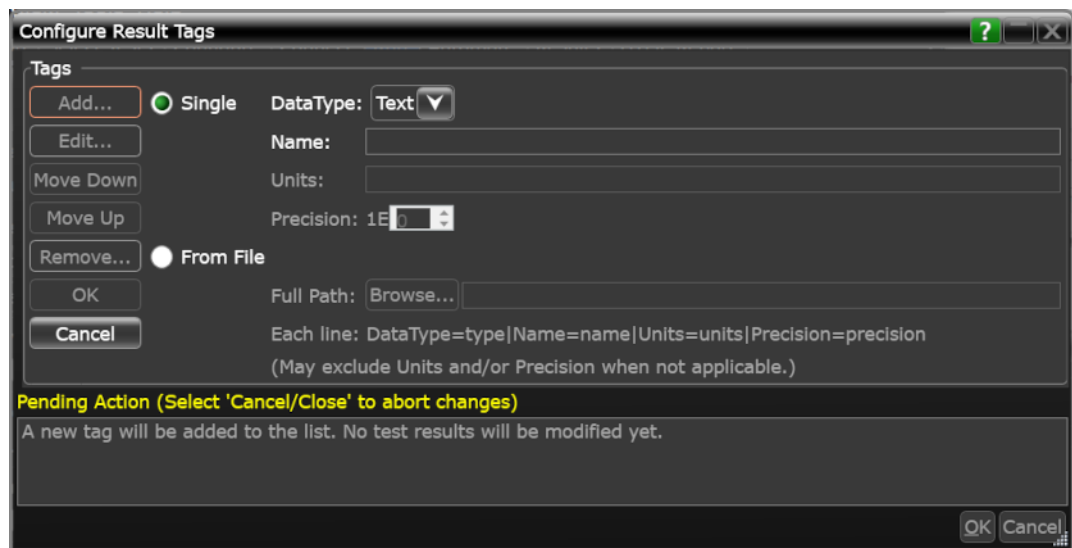 Configure Result Tags ?
Tags
Add... Single DataType: Text
Edit... Name:
Move Down Units:
Move Up Precision: 1E 0
Remove... From File
OK Full Path: Browse...
Cancel Each line: DataType=type|Name=name|Units=units|Precision=precision
(May exclude Units and/or Precision when not applicable.)
Pending Action (Select 'Cancel/Close' to abort changes)
A new tag will be added to the list. No test results will be modified yet.
OK Cancel